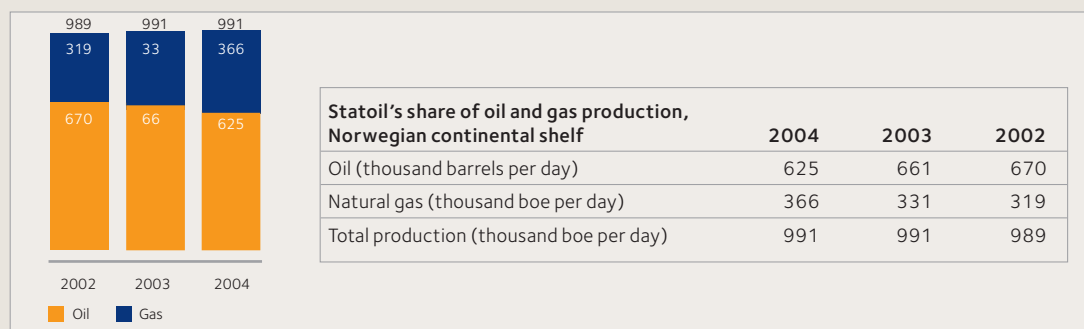 989 991 991
319 33 366
670 66 625
2002 2003 2004
Oil Gas
Statoil's share of oil and gas production,
Norwegian continental shelf 2004 2003 2002
Oil (thousand barrels per day) 625 661 670
Natural gas (thousand boe per day) 366 331 319
Total production (thousand boe per day) 991 991 989